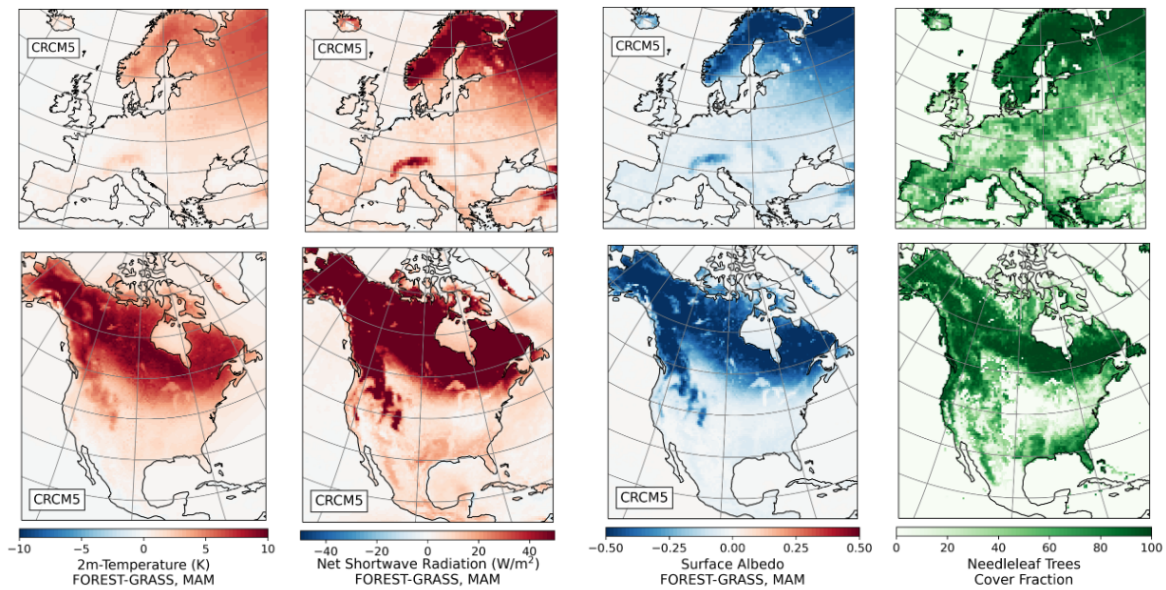 CRCM5
CRCM5
CRCM5
CRCM5
CRCM5
CRCM5
−10 −5 0 5 10
2m-Temperature (K)
FOREST-GRASS, MAM
−40 −20 0 20 40
Net Shortwave Radiation (W/m²)
FOREST-GRASS, MAM
−0.50 −0.25 0.00 0.25 0.50
Surface Albedo
FOREST-GRASS, MAM
0 20 40 60 80 100
Needleleaf Trees
Cover Fraction